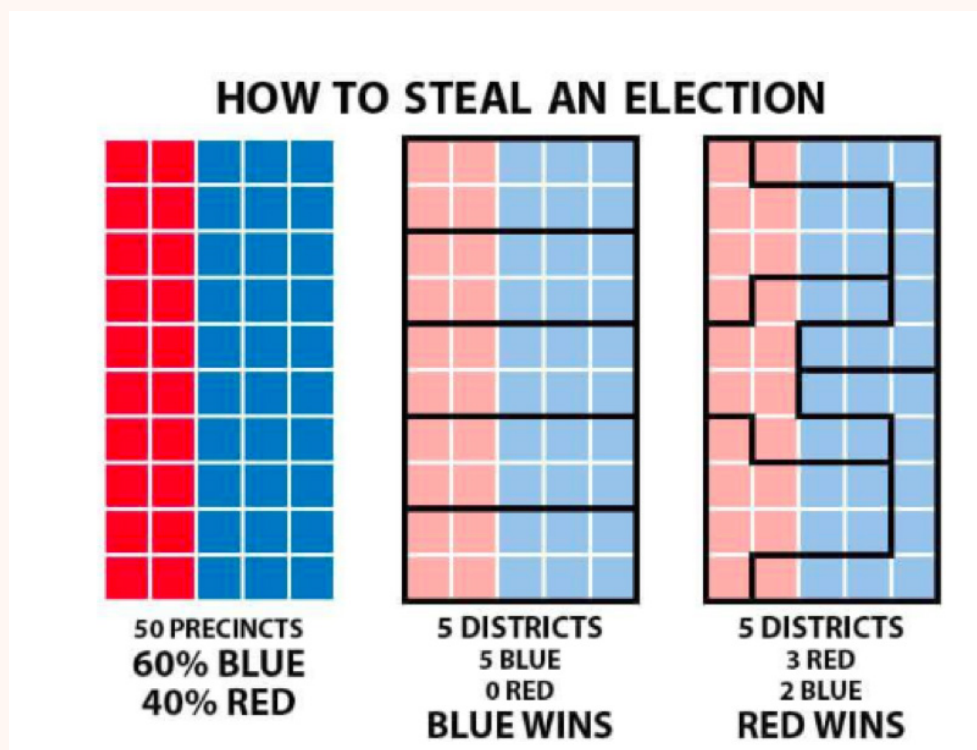 HOW TO STEAL AN ELECTION
50 PRECINCTS
60% BLUE
40% RED
5 DISTRICTS
5 BLUE
0 RED
BLUE WINS
5 DISTRICTS
3 RED
2 BLUE
RED WINS